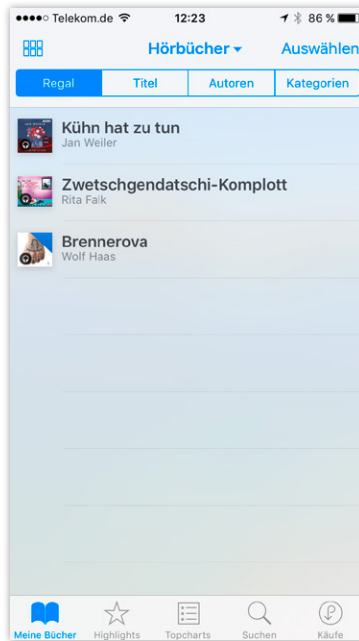 Telekom.de 12:23 86 %
Hörbücher Auswählen
Regal Titel Autoren Kategorien
Kühn hat zu tun
Jan Weiler
Zwetschgendatschi-Komplott
Rita Falk
Brennerova
Wolf Haas
Meine Bücher Highlights Topcharts Suchen Käufe